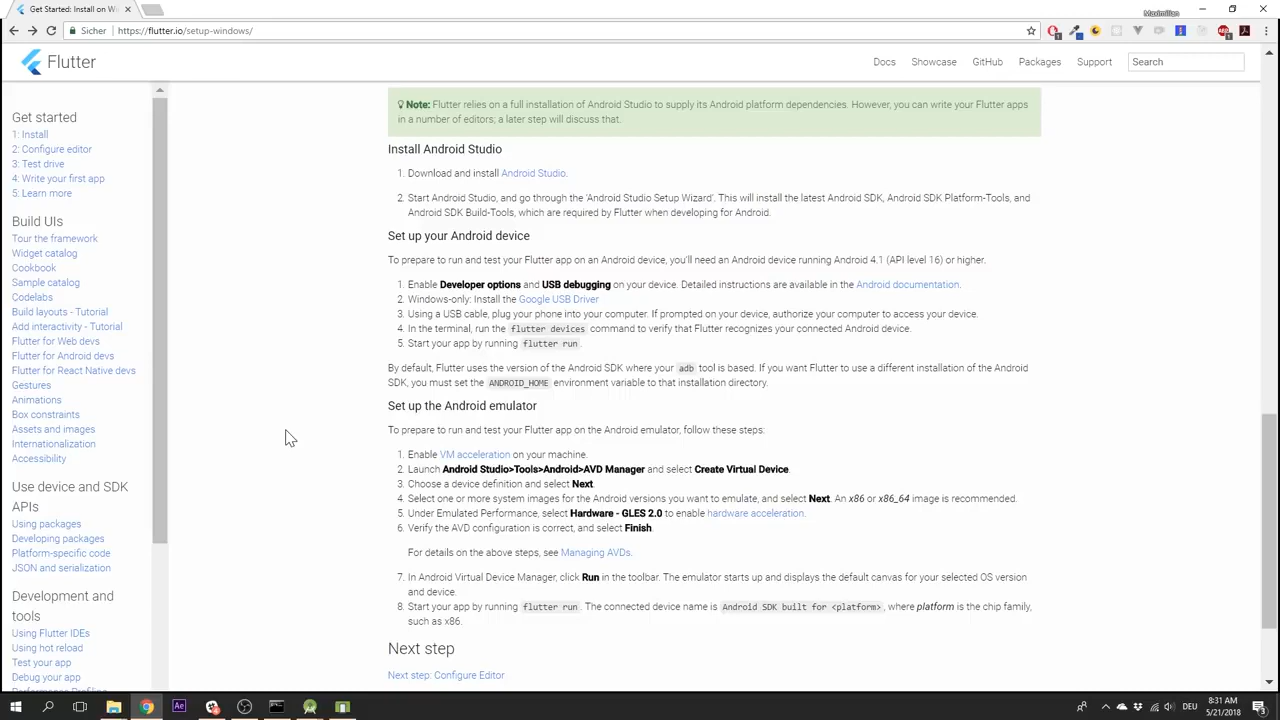 Get Started: Install on Wi
Maximilian
Sicher
https://flutter.io/setup-windows/
Flutter
Docs
Showcase
GitHub
Packages
Support
Search
Get started
1: Install
2: Configure editor
3: Test drive
4: Write your first app
5: Learn more
Build UIs
Tour the framework
Widget catalog
Cookbook
Sample catalog
Codelabs
Build layouts - Tutorial
Add interactivity - Tutorial
Flutter for Web devs
Flutter for Android devs
Flutter for React Native devs
Gestures
Animations
Box constraints
Assets and images
Internationalization
Accessibility
Use device and SDK
APIs
Using packages
Developing packages
Platform-specific code
JSON and serialization
Development and
tools
Using Flutter IDEs
Using hot reload
Test your app
Debug your app
Performance Profiling
Note: Flutter relies on a full installation of Android Studio to supply its Android platform dependencies. However, you can write your Flutter apps
in a number of editors; a later step will discuss that.
Install Android Studio
1. Download and install Android Studio.
2. Start Android Studio, and go through the 'Android Studio Setup Wizard'. This will install the latest Android SDK, Android SDK Platform-Tools, and
Android SDK Build-Tools, which are required by Flutter when developing for Android.
Set up your Android device
To prepare to run and test your Flutter app on an Android device, you'll need an Android device running Android 4.1 (API level 16) or higher.
1. Enable Developer options and USB debugging on your device. Detailed instructions are available in the Android documentation.
2. Windows-only: Install the Google USB Driver
3. Using a USB cable, plug your phone into your computer. If prompted on your device, authorize your computer to access your device.
4. In the terminal, run the flutter devices command to verify that Flutter recognizes your connected Android device.
5. Start your app by running flutter run.
By default, Flutter uses the version of the Android SDK where your adb tool is based. If you want Flutter to use a different installation of the Android
SDK, you must set the ANDROID_HOME environment variable to that installation directory.
Set up the Android emulator
To prepare to run and test your Flutter app on the Android emulator, follow these steps:
1. Enable VM acceleration on your machine.
2. Launch Android Studio>Tools>Android>AVD Manager and select Create Virtual Device.
3. Choose a device definition and select Next.
4. Select one or more system images for the Android versions you want to emulate, and select Next. An x86 or x86_64 image is recommended.
5. Under Emulated Performance, select Hardware - GLES 2.0 to enable hardware acceleration.
6. Verify the AVD configuration is correct, and select Finish.
For details on the above steps, see Managing AVDs.
7. In Android Virtual Device Manager, click Run in the toolbar. The emulator starts up and displays the default canvas for your selected OS version
and device.
8. Start your app by running flutter run. The connected device name is Android SDK built for <platform>, where platform is the chip family,
such as x86.
Next step
Next step: Configure Editor
Ae
DEU
8:31 AM
5/21/2018